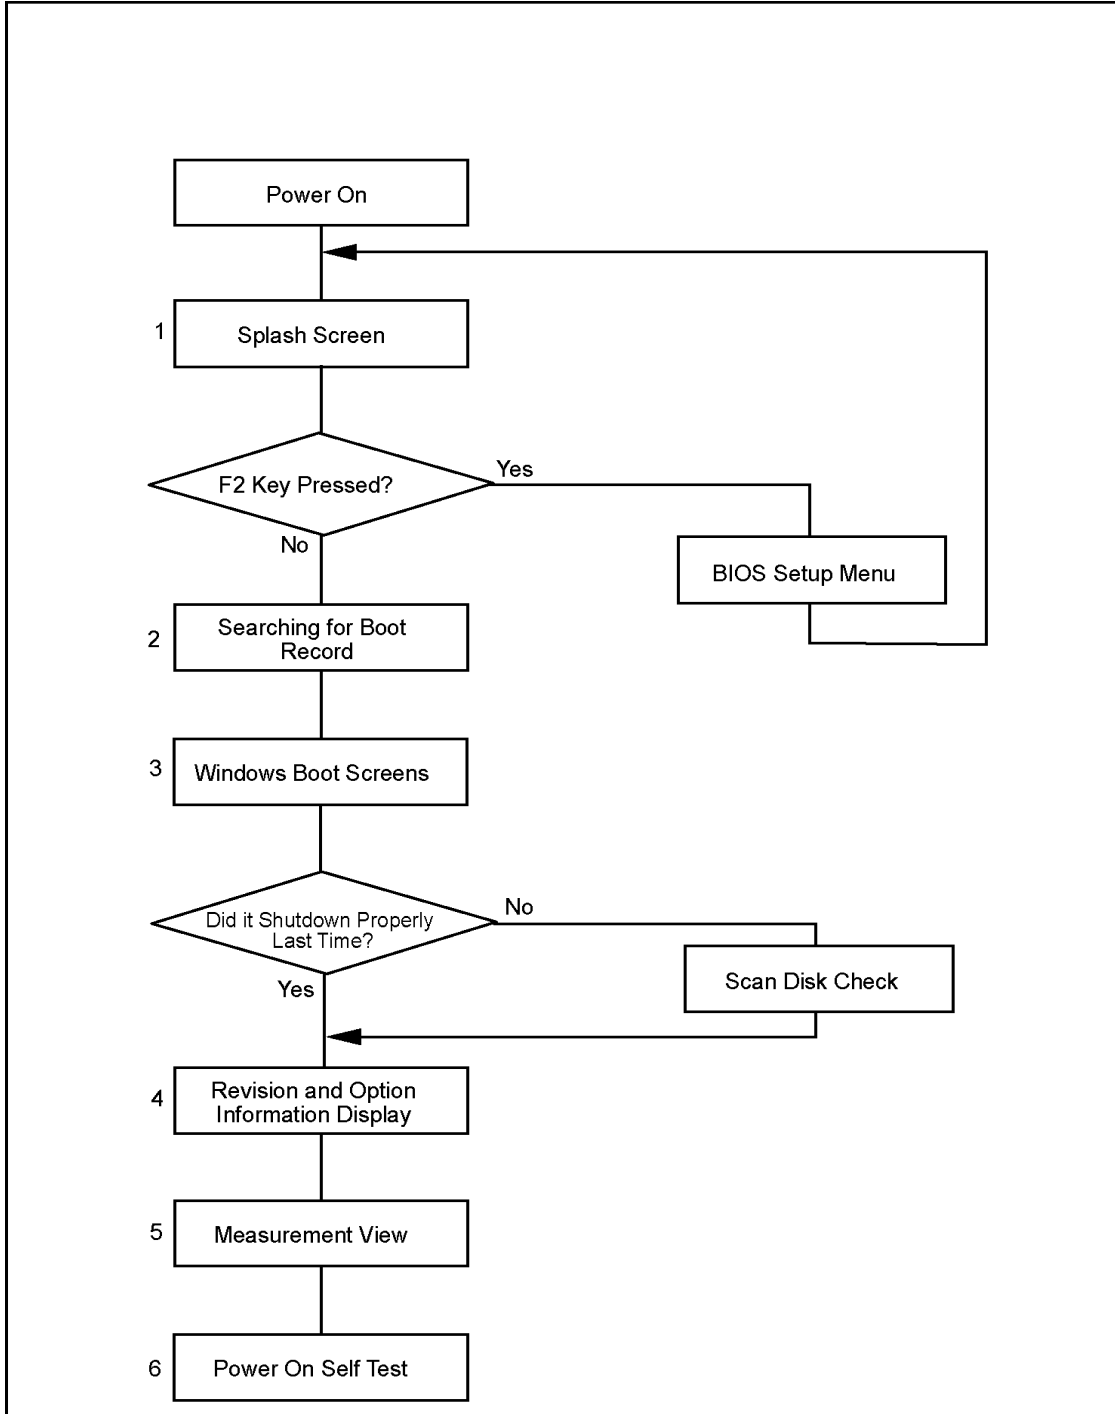 Power On
1
Splash Screen
F2 Key Pressed?
Yes
No
BIOS Setup Menu
2
Searching for Boot
Record
3
Windows Boot Screens
Did it Shutdown Properly
Last Time?
No
Yes
Scan Disk Check
4
Revision and Option
Information Display
5
Measurement View
6
Power On Self Test